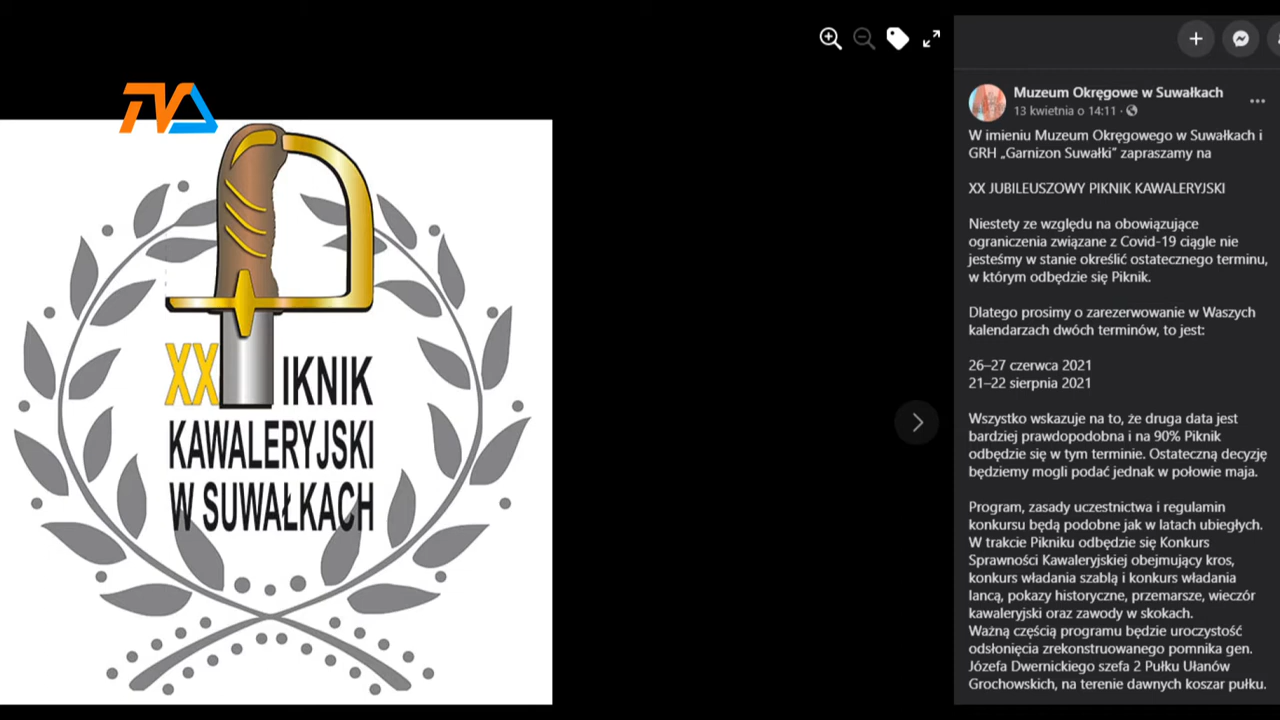 TVA
XX PIKNIK
KAWALERYJSKI
W SUWAŁKACH
Muzeum Okręgowe w Suwałkach
13 kwietnia o 14:11 ·
W imieniu Muzeum Okręgowego w Suwałkach i
GRH „Garnizon Suwałki” zapraszamy na
XX JUBILEUSZOWY PIKNIK KAWALERYJSKI
Niestety ze względu na obowiązujące
ograniczenia związane z Covid-19 ciągle nie
jesteśmy w stanie określić ostatecznego terminu,
w którym odbędzie się Piknik.
Dlatego prosimy o zarezerwowanie w Waszych
kalendarzach dwóch terminów, to jest:
26–27 czerwca 2021
21–22 sierpnia 2021
Wszystko wskazuje na to, że druga data jest
bardziej prawdopodobna i na 90% Piknik
odbędzie się w tym terminie. Ostateczną decyzję
będziemy mogli podać jednak w połowie maja.
Program, zasady uczestnictwa i regulamin
konkursu będą podobne jak w latach ubiegłych.
W trakcie Pikniku odbędzie się Konkurs
Sprawności Kawaleryjskiej obejmujący kros,
konkurs władania szablą i konkurs władania
lancą, pokazy historyczne, przemarsze, wieczór
kawaleryjski oraz zawody w skokach.
Ważną częścią programu będzie uroczystość
odsłonięcia zrekonstruowanego pomnika gen.
Józefa Dwernickiego szefa 2 Pułku Ułanów
Grochowskich, na terenie dawnych koszar pułku.